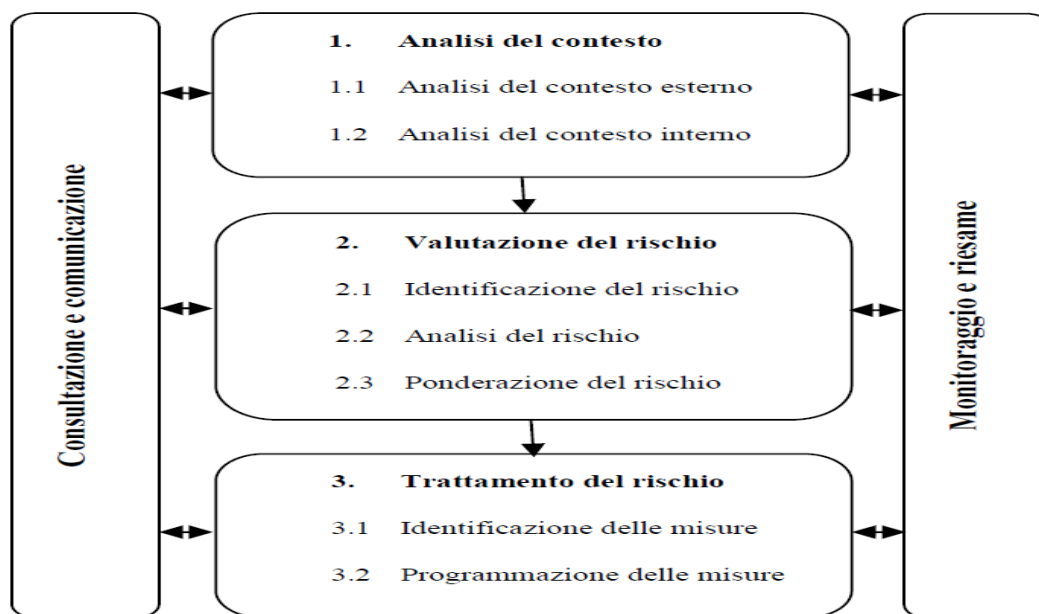 Consultazione e comunicazione
1. Analisi del contesto
1.1 Analisi del contesto esterno
1.2 Analisi del contesto interno
2. Valutazione del rischio
2.1 Identificazione del rischio
2.2 Analisi del rischio
2.3 Ponderazione del rischio
3. Trattamento del rischio
3.1 Identificazione delle misure
3.2 Programmazione delle misure
Monitoraggio e riesame